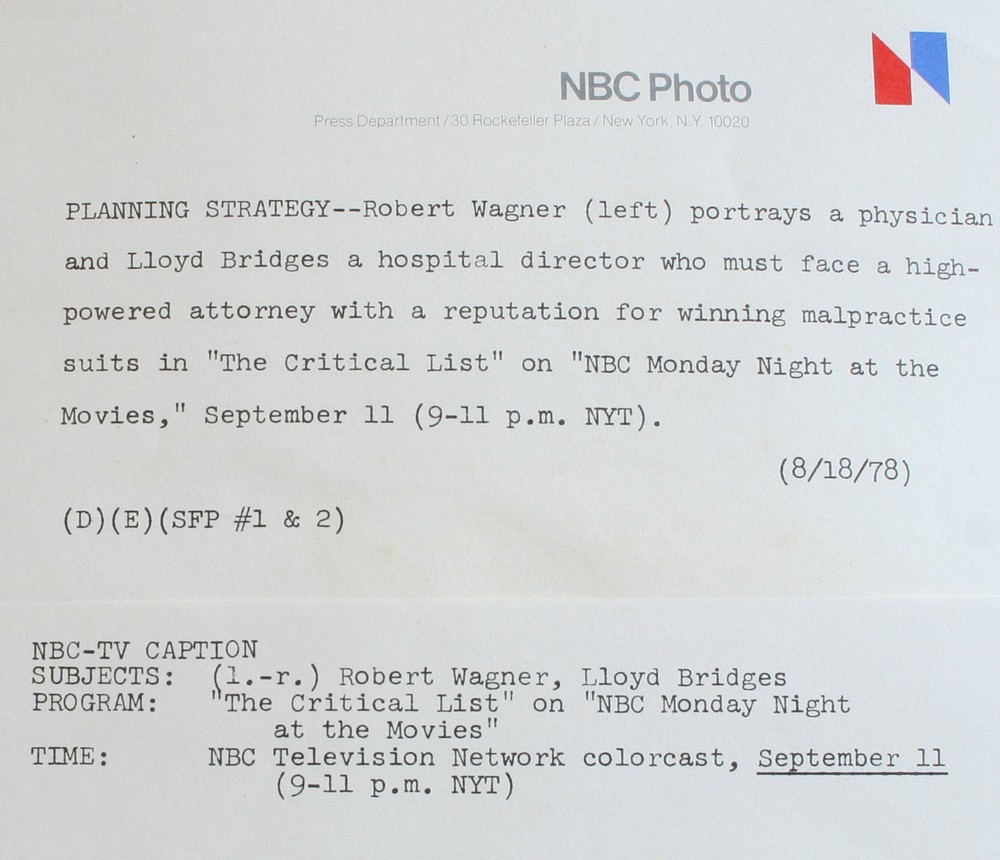 NBC Photo
Press Department / 30 Rockefeller Plaza / New York, N.Y. 10020
PLANNING STRATEGY--Robert Wagner (left) portrays a physician
and Lloyd Bridges a hospital director who must face a high-
powered attorney with a reputation for winning malpractice
suits in "The Critical List" on "NBC Monday Night at the
Movies," September 11 (9-11 p.m. NYT).
(8/18/78)
(D)(E)(SFP #1 & 2)
NBC-TV CAPTION
SUBJECTS: (l.-r.) Robert Wagner, Lloyd Bridges
PROGRAM: "The Critical List" on "NBC Monday Night
at the Movies"
TIME: NBC Television Network colorcast, September 11
(9-11 p.m. NYT)